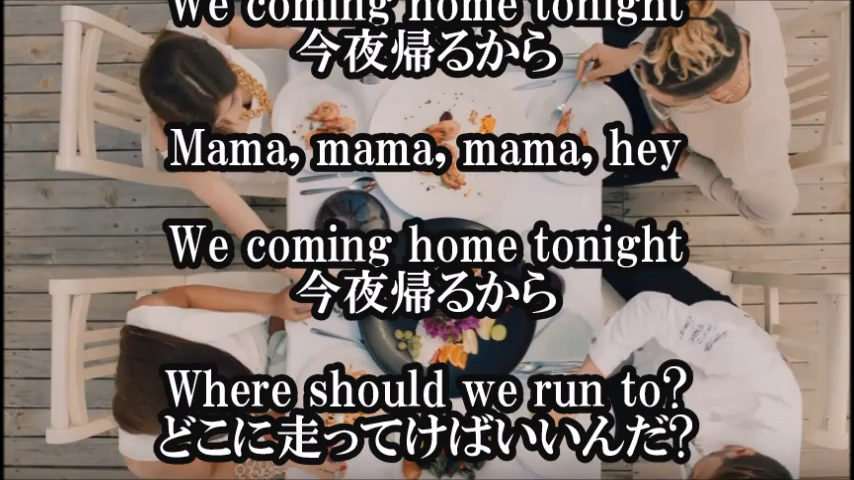 We coming home tonight
今夜帰るから
Mama, mama, mama, hey
We coming home tonight
今夜帰るから
Where should we run to?
どこに走ってけばいいんだ?